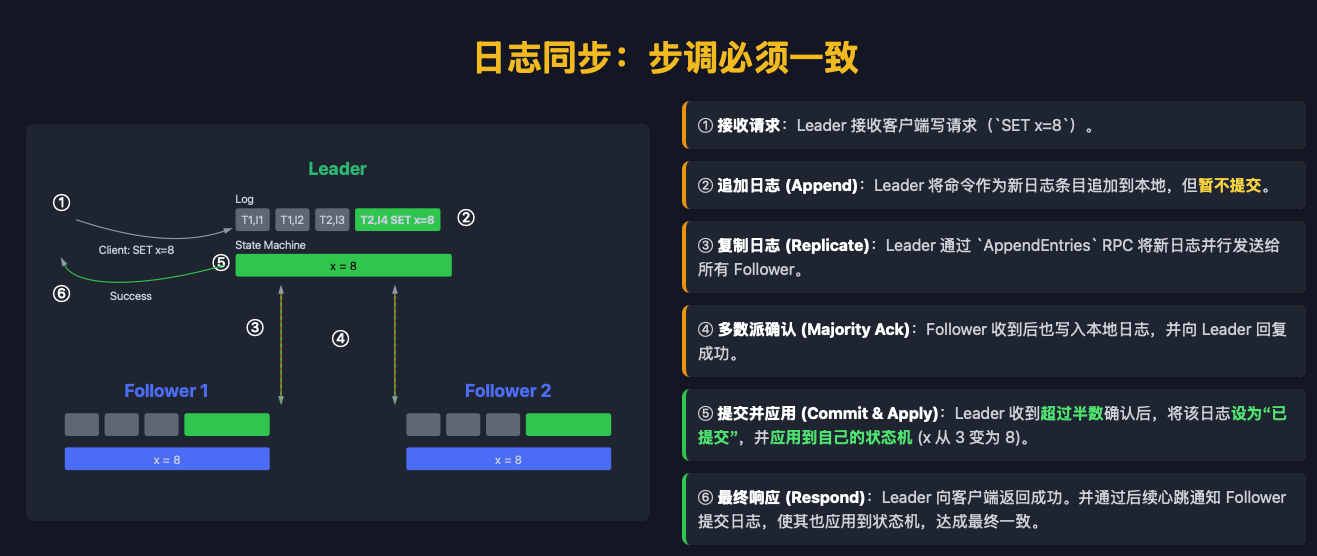 日志同步：步调必须一致
Leader
①
Log
T1,I1 T1,I2 T2,I3 T2,I4 SET x=8
②
Client: SET x=8
State Machine
⑤
x = 8
⑥
Success
③
④
Follower 1
x = 8
Follower 2
x = 8
① 接收请求：Leader 接收客户端写请求（`SET x=8`）。
② 追加日志 (Append)：Leader 将命令作为新日志条目追加到本地，但暂不提交。
③ 复制日志 (Replicate)：Leader 通过 `AppendEntries` RPC 将新日志并行发送给
所有 Follower。
④ 多数派确认 (Majority Ack)：Follower 收到后也写入本地日志，并向 Leader 回复
成功。
⑤ 提交并应用 (Commit & Apply)：Leader 收到超过半数确认后，将该日志设为“已
提交”，并应用到自己的状态机 (x 从 3 变为 8)。
⑥ 最终响应 (Respond)：Leader 向客户端返回成功。并通过后续心跳通知 Follower
提交日志，使其也应用到状态机，达成最终一致。